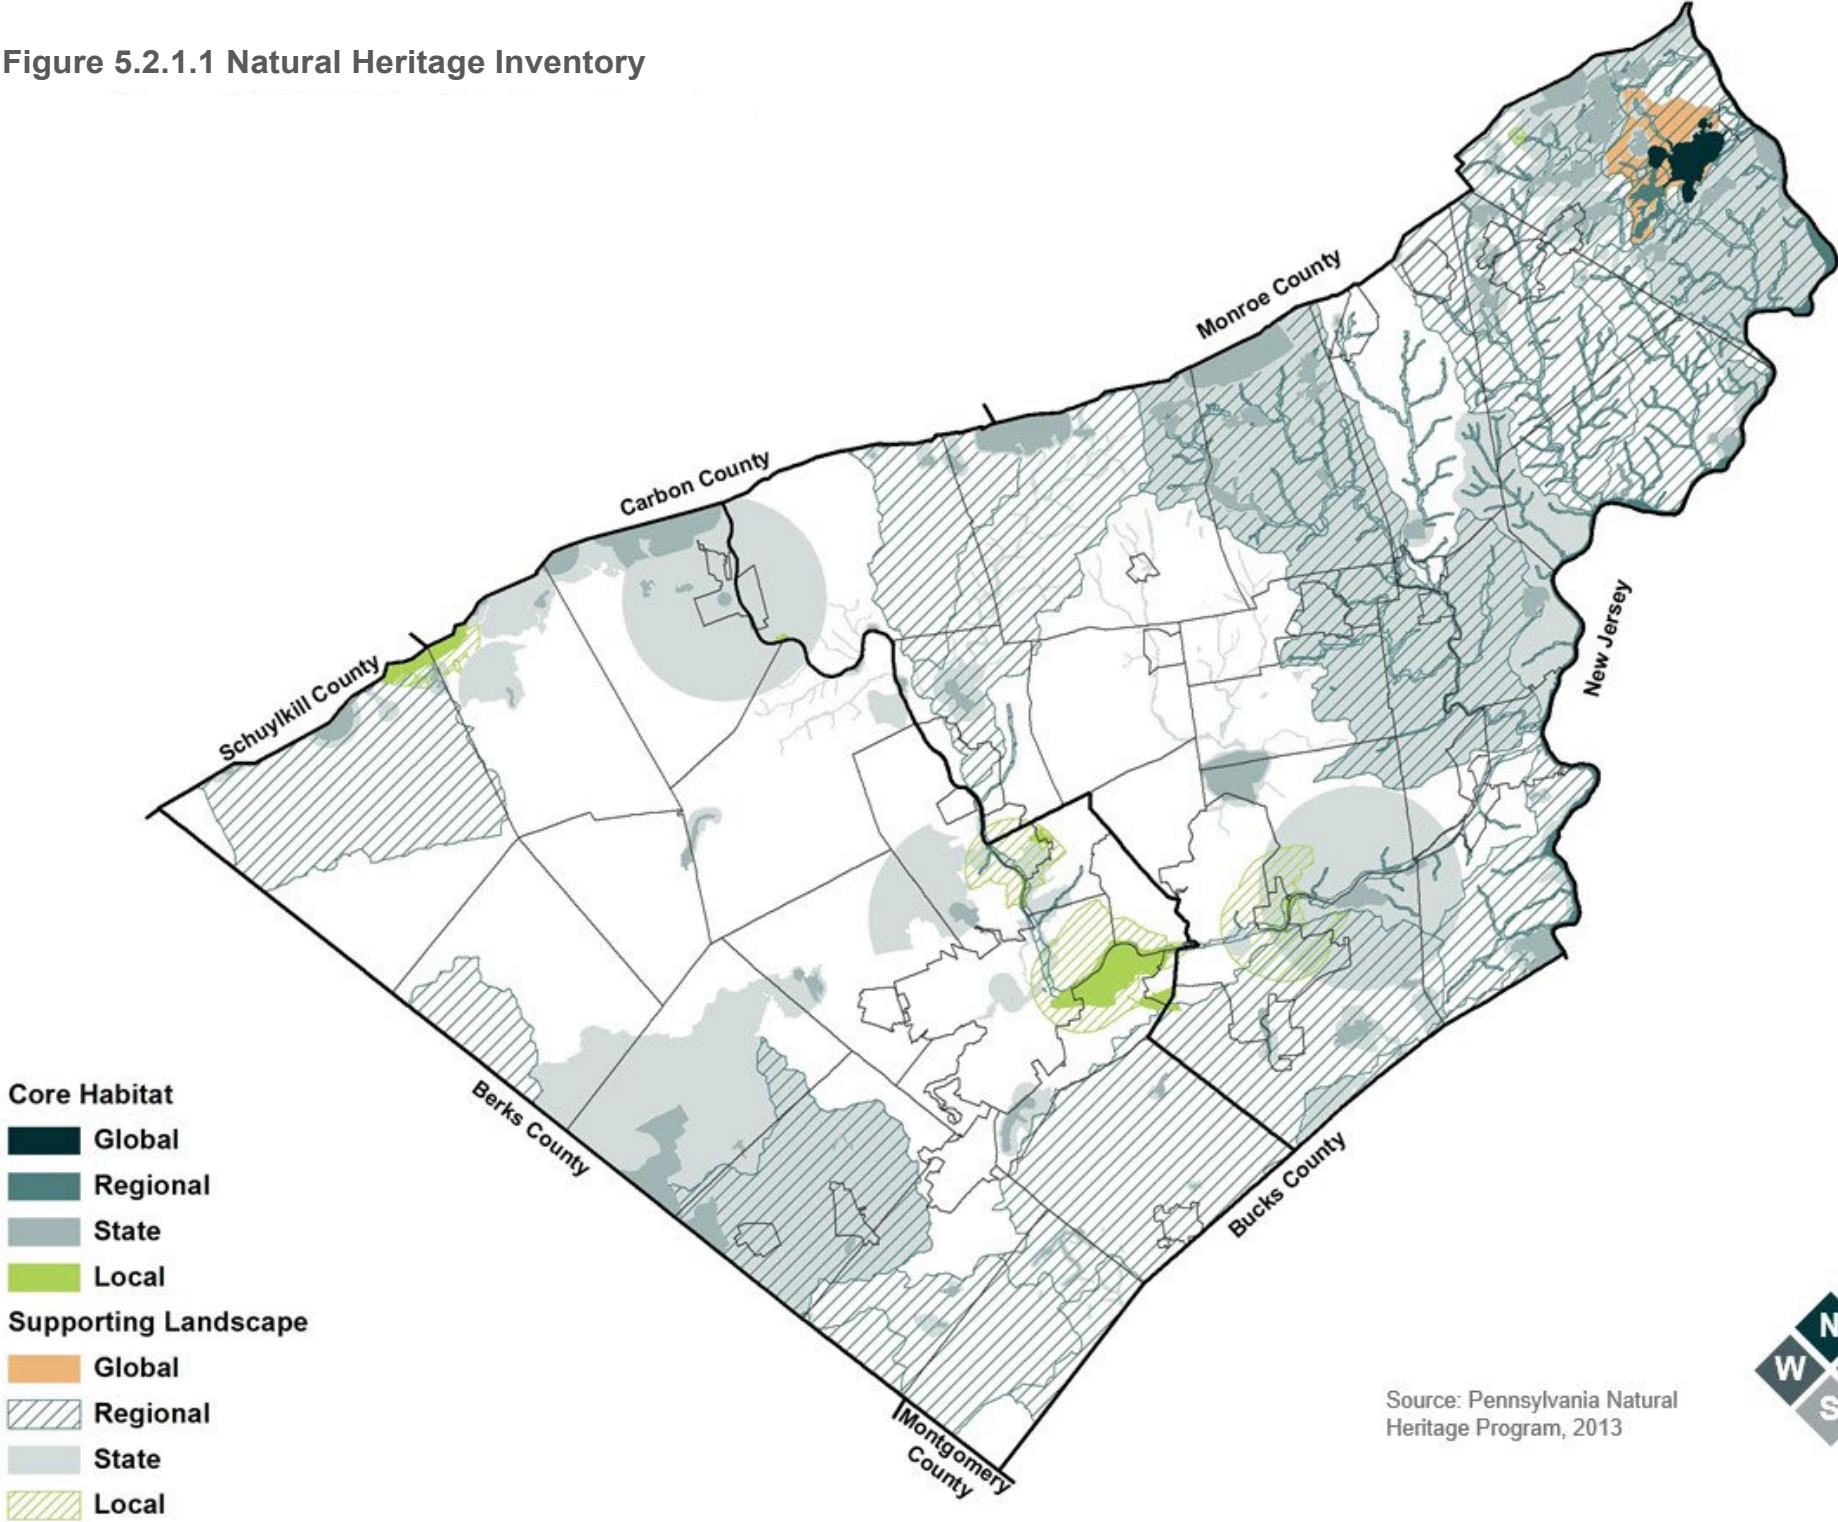 Figure 5.2.1.1 Natural Heritage Inventory
Monroe County
Carbon County
Schuylkill County
New Jersey
Berks County
Bucks County
Montgomery
County
Core Habitat
Global
Regional
State
Local
Supporting Landscape
Global
Regional
State
Local
Source: Pennsylvania Natural
Heritage Program, 2013
N
W
S